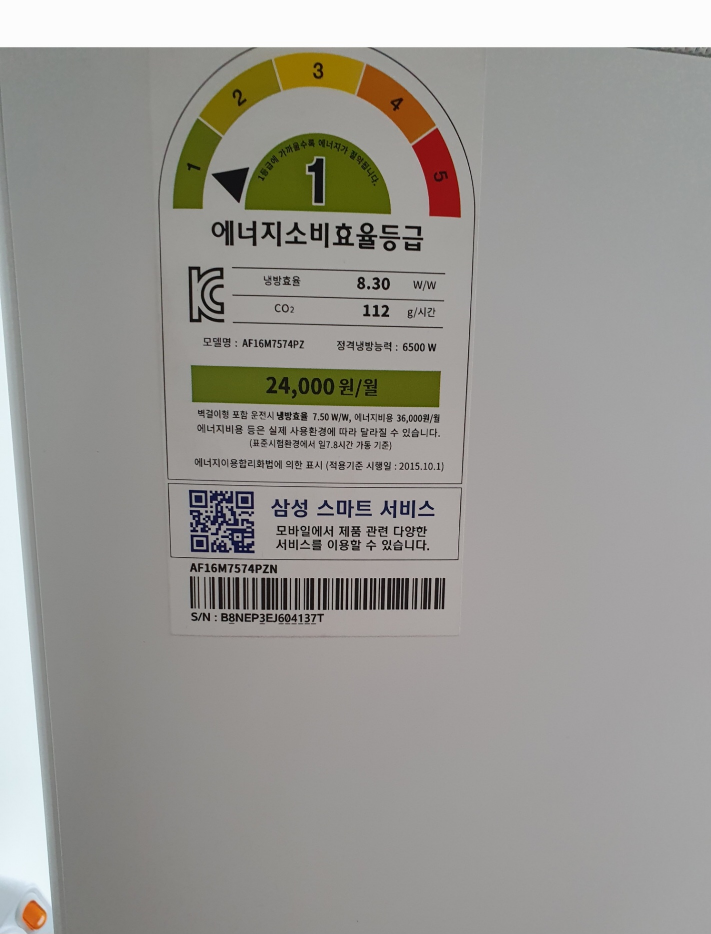 1 2 3 4 5
1등급에 가까울수록 에너지가 절약됩니다.
1
에너지소비효율등급
냉방효율 8.30 W/W
CO₂ 112 g/시간
모델명 : AF16M7574PZ 정격냉방능력 : 6500 W
24,000 원/월
벽걸이형 포함 운전시 냉방효율 7.50 W/W, 에너지비용 36,000원/월
에너지비용 등은 실제 사용환경에 따라 달라질 수 있습니다.
(표준시험환경에서 일7.8시간 가동 기준)
에너지이용합리화법에 의한 표시 (적용기준 시행일 : 2015.10.1)
삼성 스마트 서비스
모바일에서 제품 관련 다양한
서비스를 이용할 수 있습니다.
AF16M7574PZN
S/N : B8NEP3EJ604137T